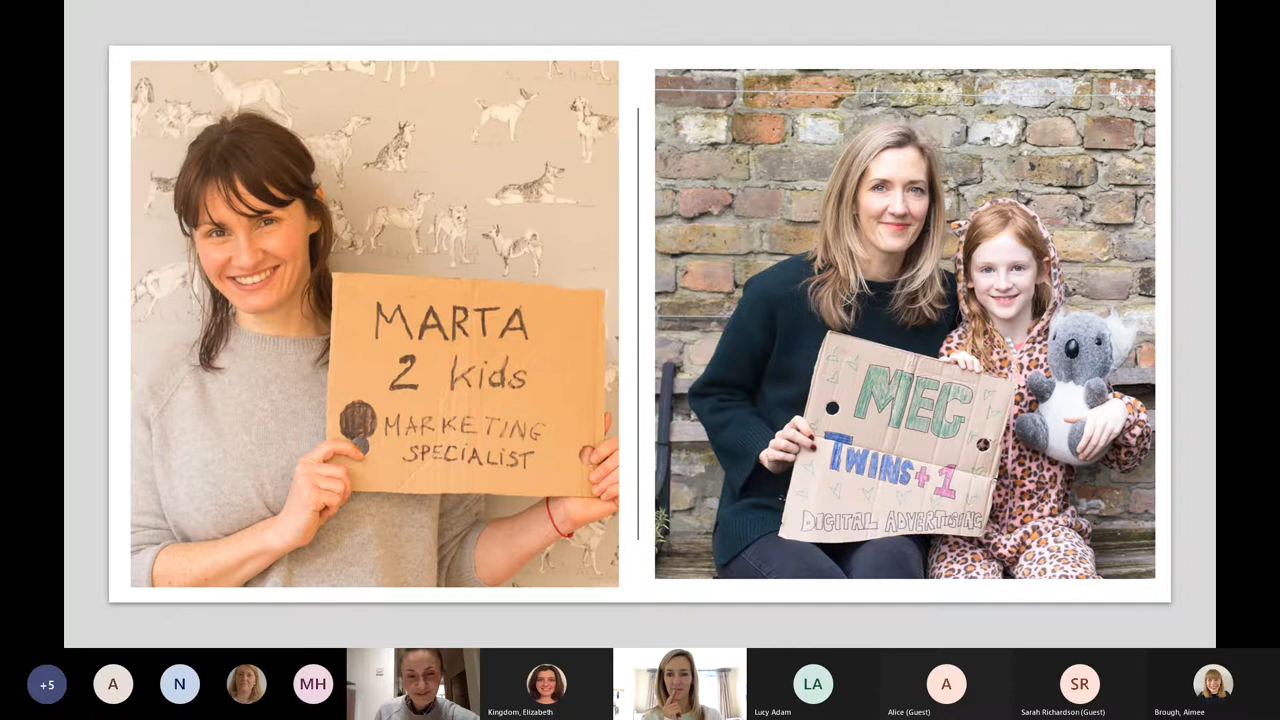 MARTA
2 kids
MARKETING
SPECIALIST
MEG
TWINS+1
DIGITAL ADVERTISING
+5
A
N
MH
Kingdom, Elizabeth
LA
Lucy Adam
A
Alice (Guest)
SR
Sarah Richardson (Guest)
Brough, Aimee